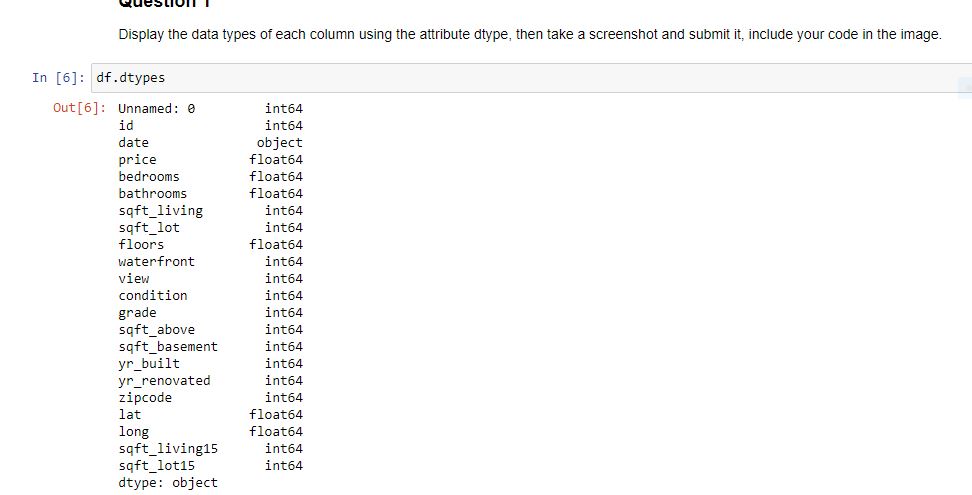 Question 1
Display the data types of each column using the attribute dtype, then take a screenshot and submit it, include your code in the image.
In [6]: df.dtypes
Out[6]: Unnamed: 0 int64
id int64
date object
price float64
bedrooms float64
bathrooms float64
sqft_living int64
sqft_lot int64
floors float64
waterfront int64
view int64
condition int64
grade int64
sqft_above int64
sqft_basement int64
yr_built int64
yr_renovated int64
zipcode int64
lat float64
long float64
sqft_living15 int64
sqft_lot15 int64
dtype: object